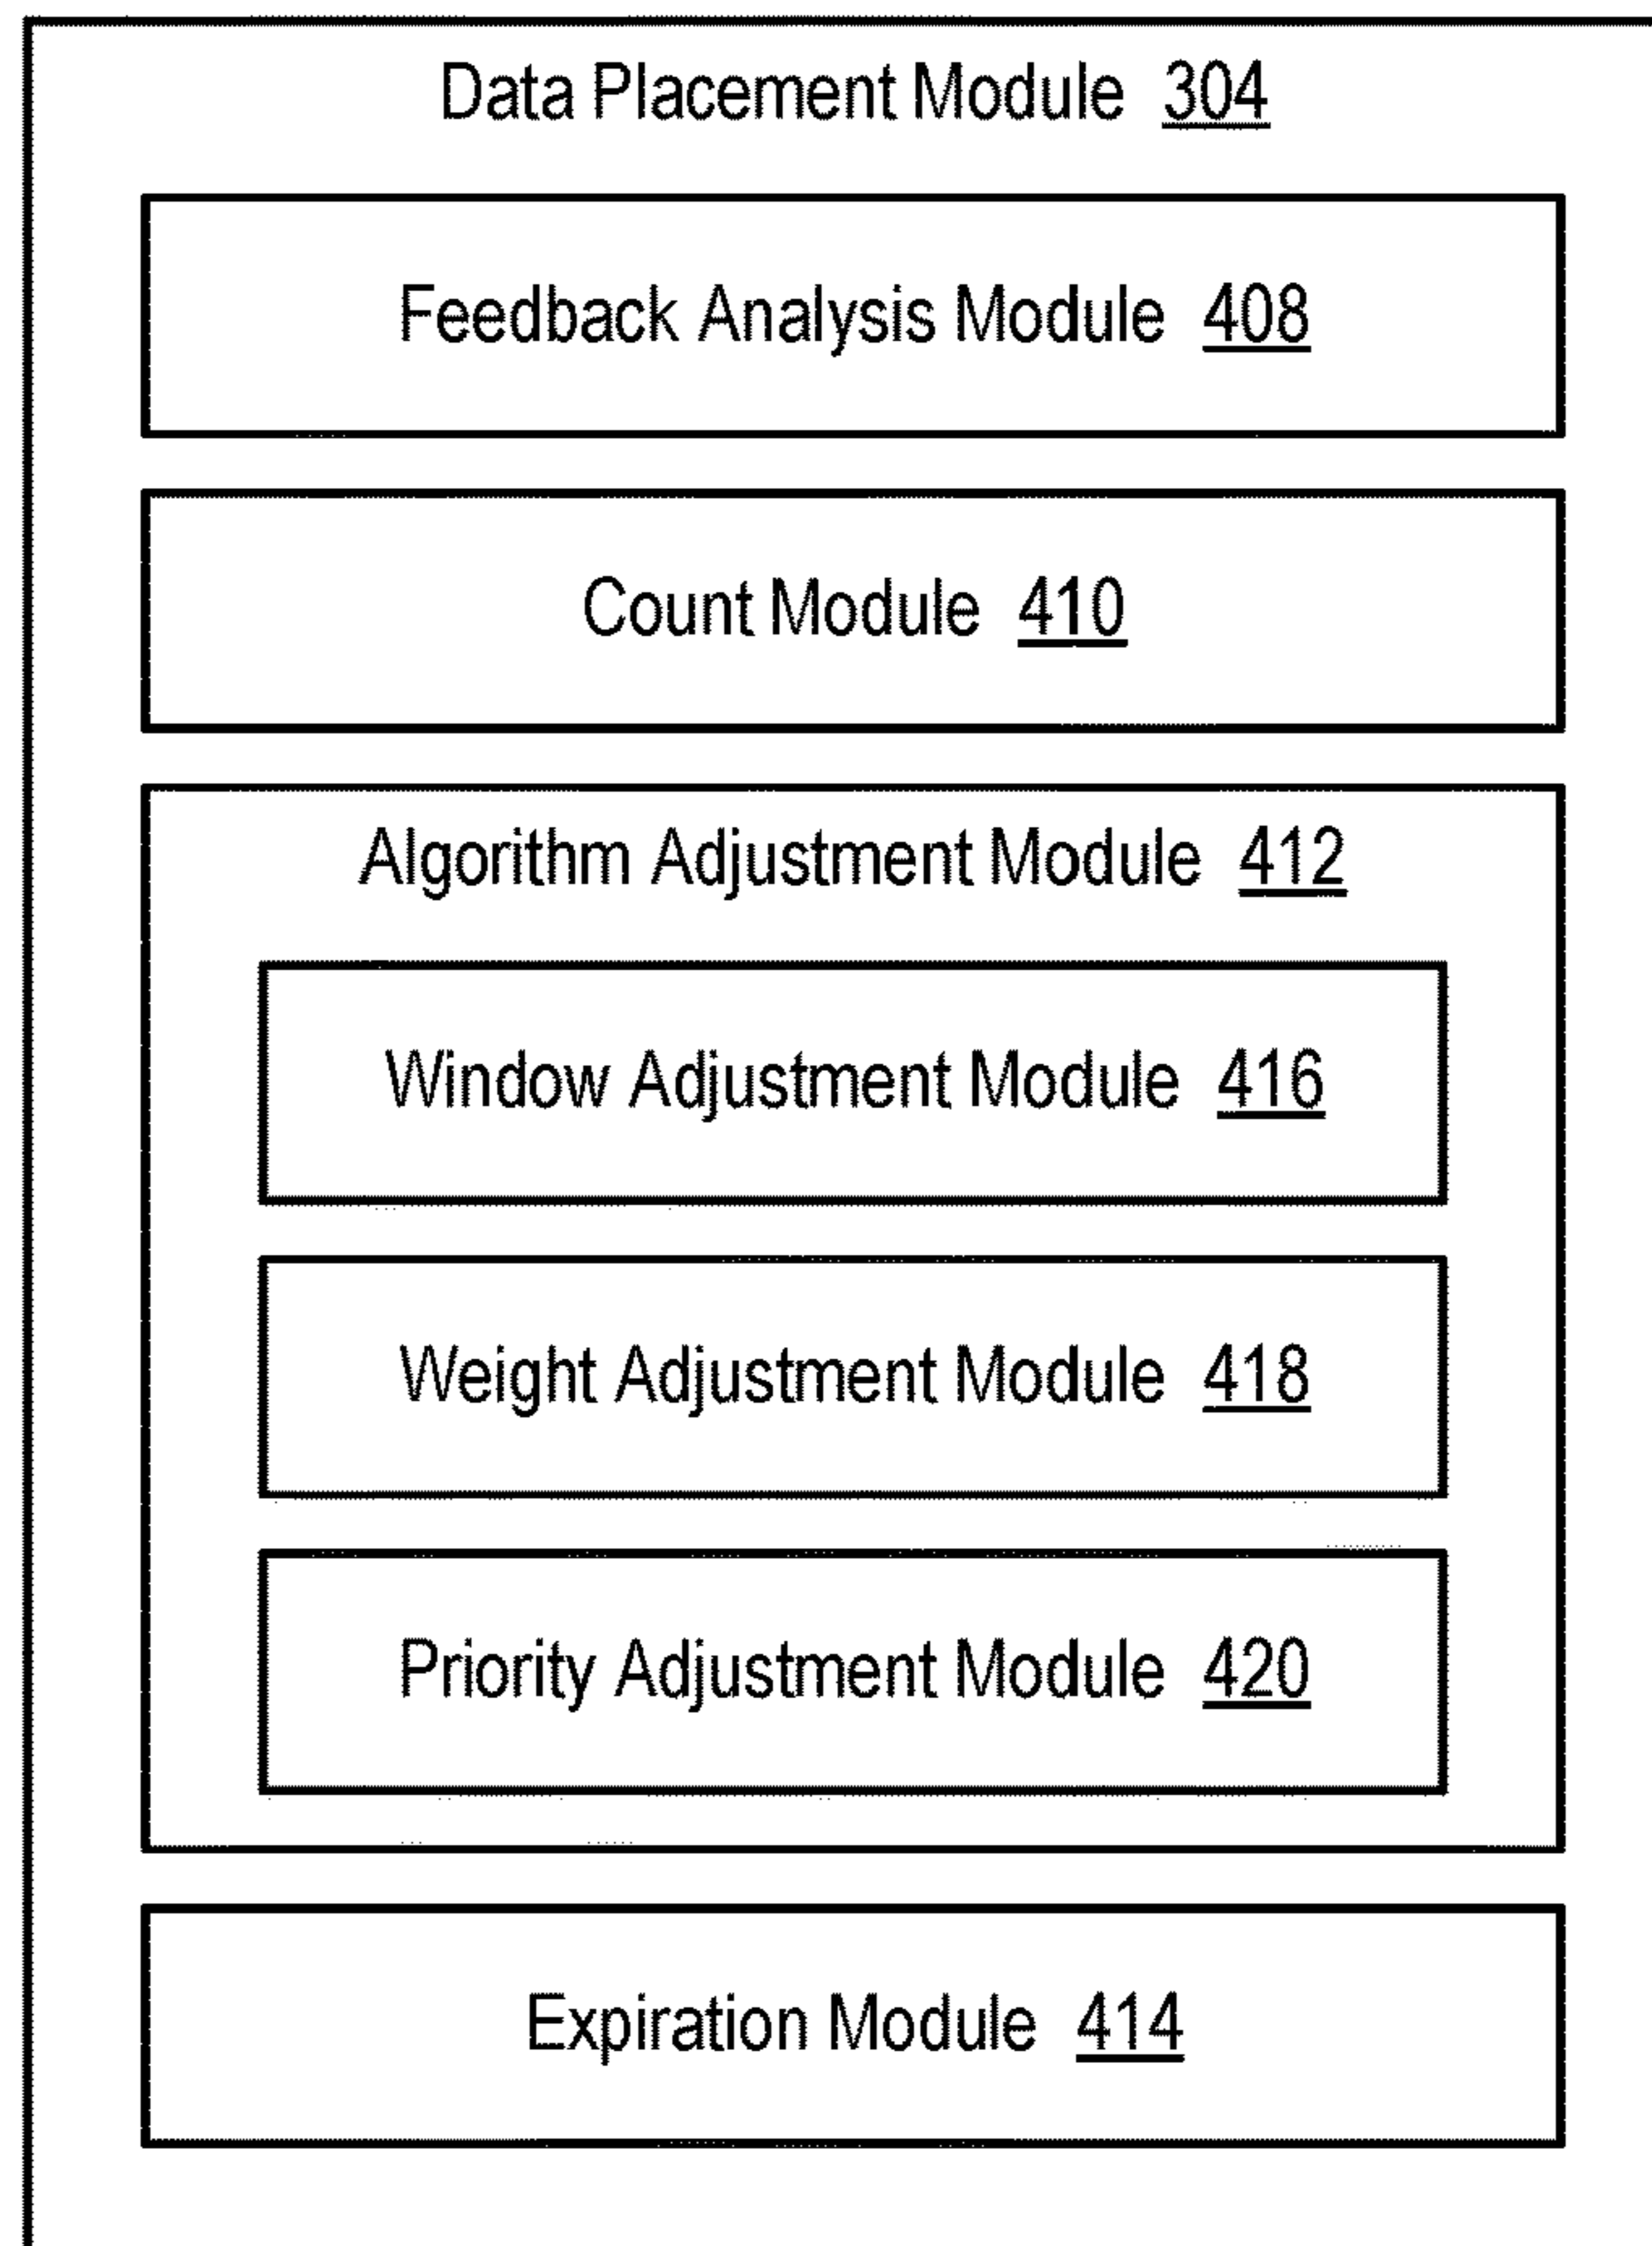 Data Placement Module 304
Feedback Analysis Module 408
Count Module 410
Algorithm Adjustment Module 412
Window Adjustment Module 416
Weight Adjustment Module 418
Priority Adjustment Module 420
Expiration Module 414